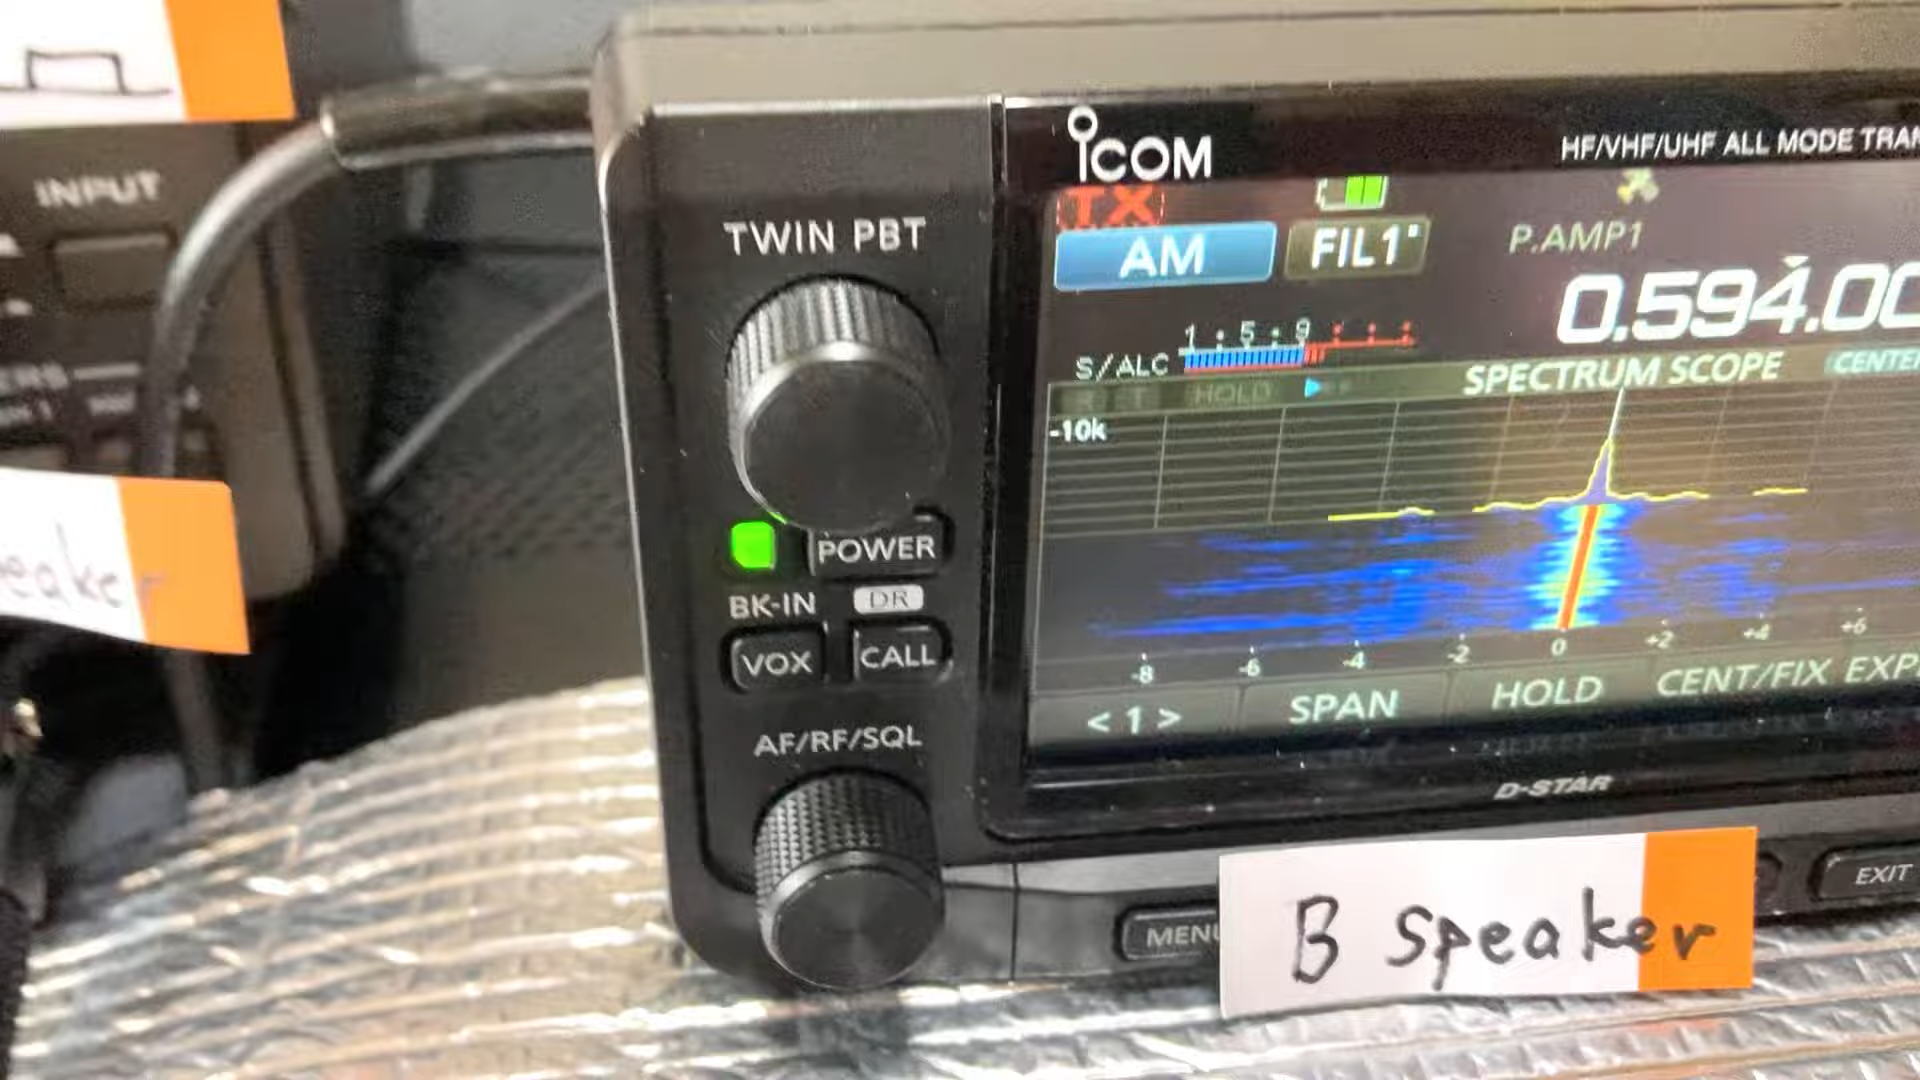 INPUT
ICOM
HF/VHF/UHF ALL MODE TRAN
TX
AM
FIL1
P.AMP1
0.594.00
1 5 9
S/ALC
HOLD
SPECTRUM SCOPE
CENTER
-10k
-8 -6 -4 -2 0 +2 +4 +6
< 1 > SPAN HOLD CENT/FIX EXP
D-STAR
TWIN PBT
POWER
BK-IN DR
VOX CALL
AF/RF/SQL
MENU
EXIT
B speaker
eaker